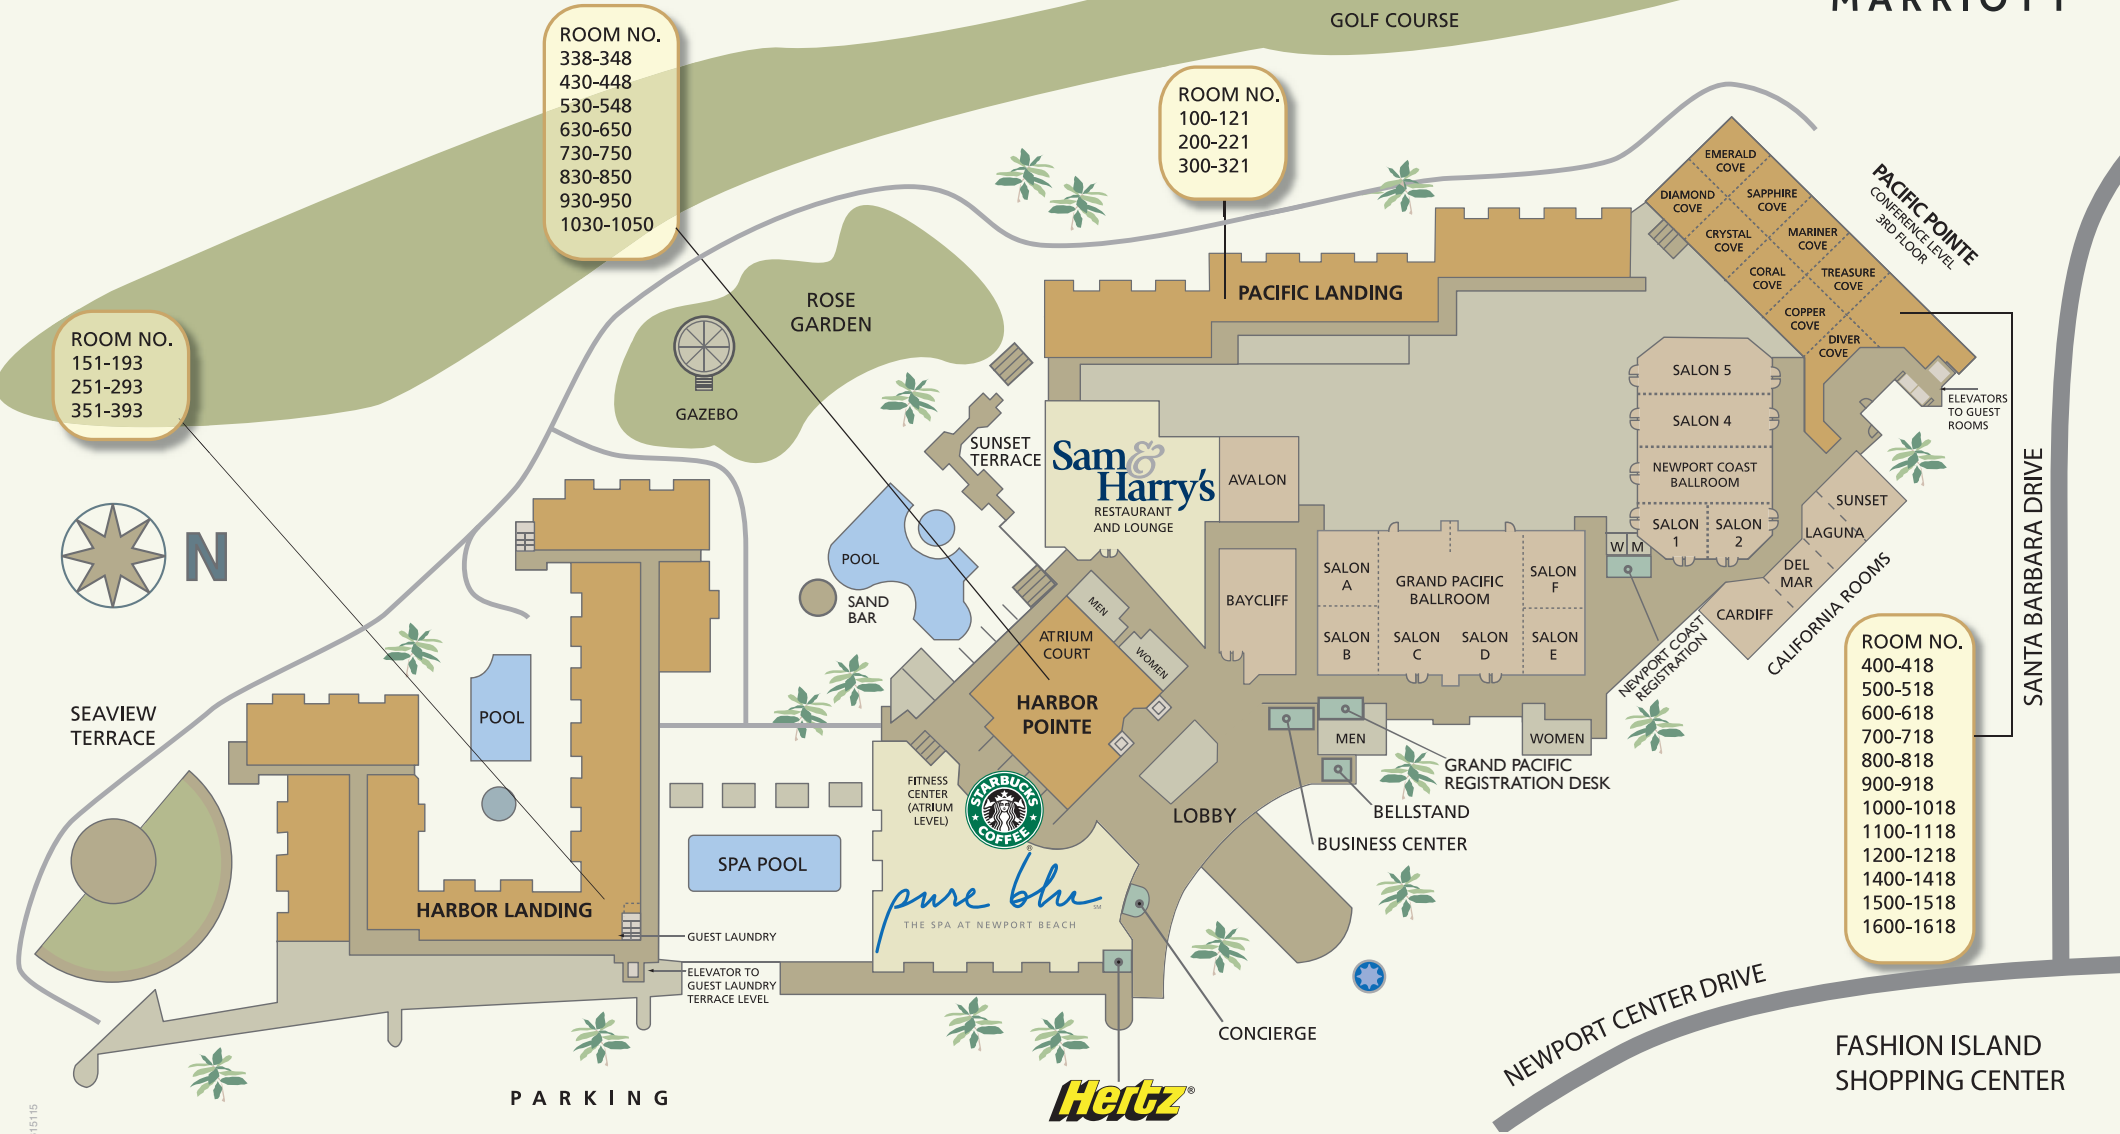 MARRIOTT
GOLF COURSE
ROOM NO.
338-348
430-448
530-548
630-650
730-750
830-850
930-950
1030-1050
ROOM NO.
100-121
200-221
300-321
ROOM NO.
151-193
251-293
351-393
EMERALD
COVE
DIAMOND
COVE
SAPPHIRE
COVE
CRYSTAL
COVE
MARINER
COVE
CORAL
COVE
TREASURE
COVE
COPPER
COVE
DIVER
COVE
PACIFIC POINTE
CONFERENCE LEVEL
3RD FLOOR
ROSE
GARDEN
GAZEBO
PACIFIC LANDING
SUNSET
TERRACE
Sam &
Harry's
RESTAURANT
AND LOUNGE
AVALON
SALON 5
SALON 4
NEWPORT COAST
BALLROOM
SALON
1
SALON
2
ELEVATORS
TO GUEST
ROOMS
SANTA BARBARA DRIVE
SUNSET
LAGUNA
DEL
MAR
CARDIFF
CALIFORNIA ROOMS
W M
NEWPORT COAST
REGISTRATION
N
POOL
SAND
BAR
BAYCLIFF
SALON
A
SALON
B
GRAND PACIFIC
BALLROOM
SALON
C
SALON
D
SALON
F
SALON
E
MEN
ATRIUM
COURT
WOMEN
HARBOR
POINTE
ROOM NO.
400-418
500-518
600-618
700-718
800-818
900-918
1000-1018
1100-1118
1200-1218
1400-1418
1500-1518
1600-1618
SEAVIEW
TERRACE
POOL
MEN
WOMEN
GRAND PACIFIC
REGISTRATION DESK
BELLSTAND
BUSINESS CENTER
LOBBY
FITNESS
CENTER
(ATRIUM
LEVEL)
STARBUCKS
COFFEE
®
SPA POOL
pure blu
SM
THE SPA AT NEWPORT BEACH
HARBOR LANDING
GUEST LAUNDRY
ELEVATOR TO
GUEST LAUNDRY
TERRACE LEVEL
CONCIERGE
NEWPORT CENTER DRIVE
FASHION ISLAND
SHOPPING CENTER
PARKING
Hertz®